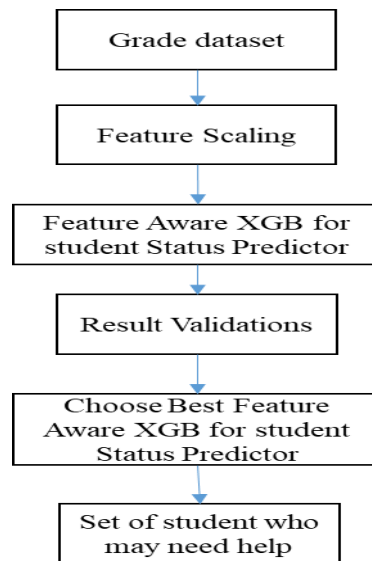 Grade dataset
Feature Scaling
Feature Aware XGB for
student Status Predictor
Result Validations
Choose Best Feature
Aware XGB for student
Status Predictor
Set of student who
may need help